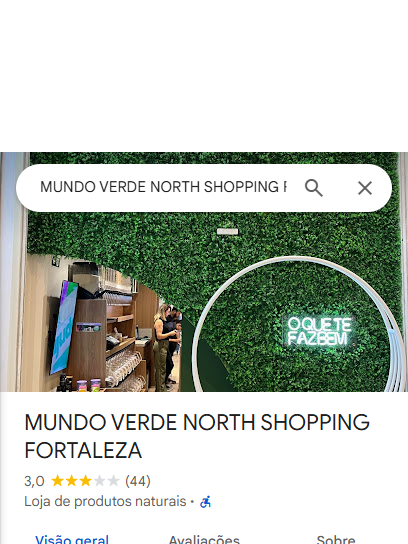 MUNDO VERDE NORTH SHOPPING F
O QUE TE
FAZ BEM
MUNDO VERDE NORTH SHOPPING
FORTALEZA
3,0 (44)
Loja de produtos naturais ·
Visão geral Avaliações Sobre